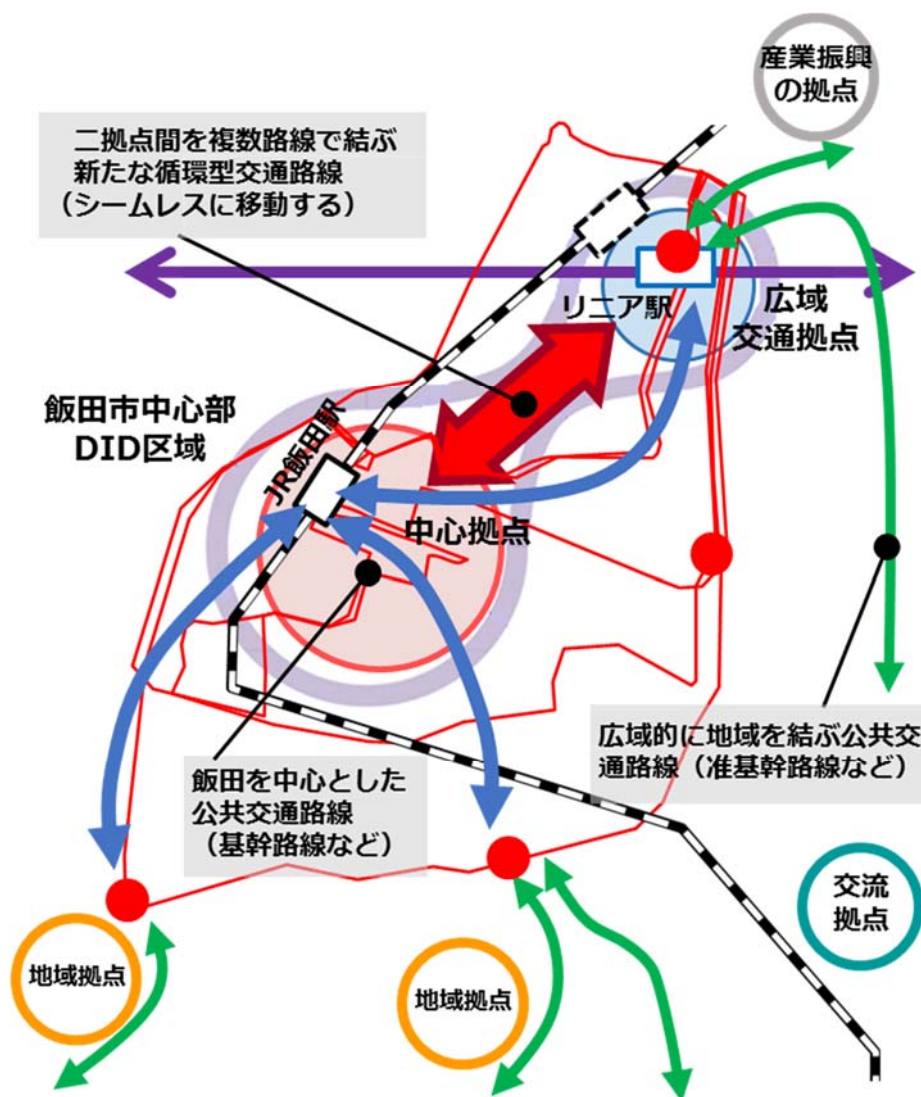 産業振興
の拠点
二拠点間を複数路線で結ぶ
新たな循環型交通路線
（シームレスに移動する）
リニア駅
広域
交通拠点
飯田市中心部
DID区域
JR飯田駅
中心拠点
広域的に地域を結ぶ公共交
通路線（准基幹路線など）
飯田を中心とした
公共交通路線
（基幹路線など）
交流
拠点
地域拠点
地域拠点